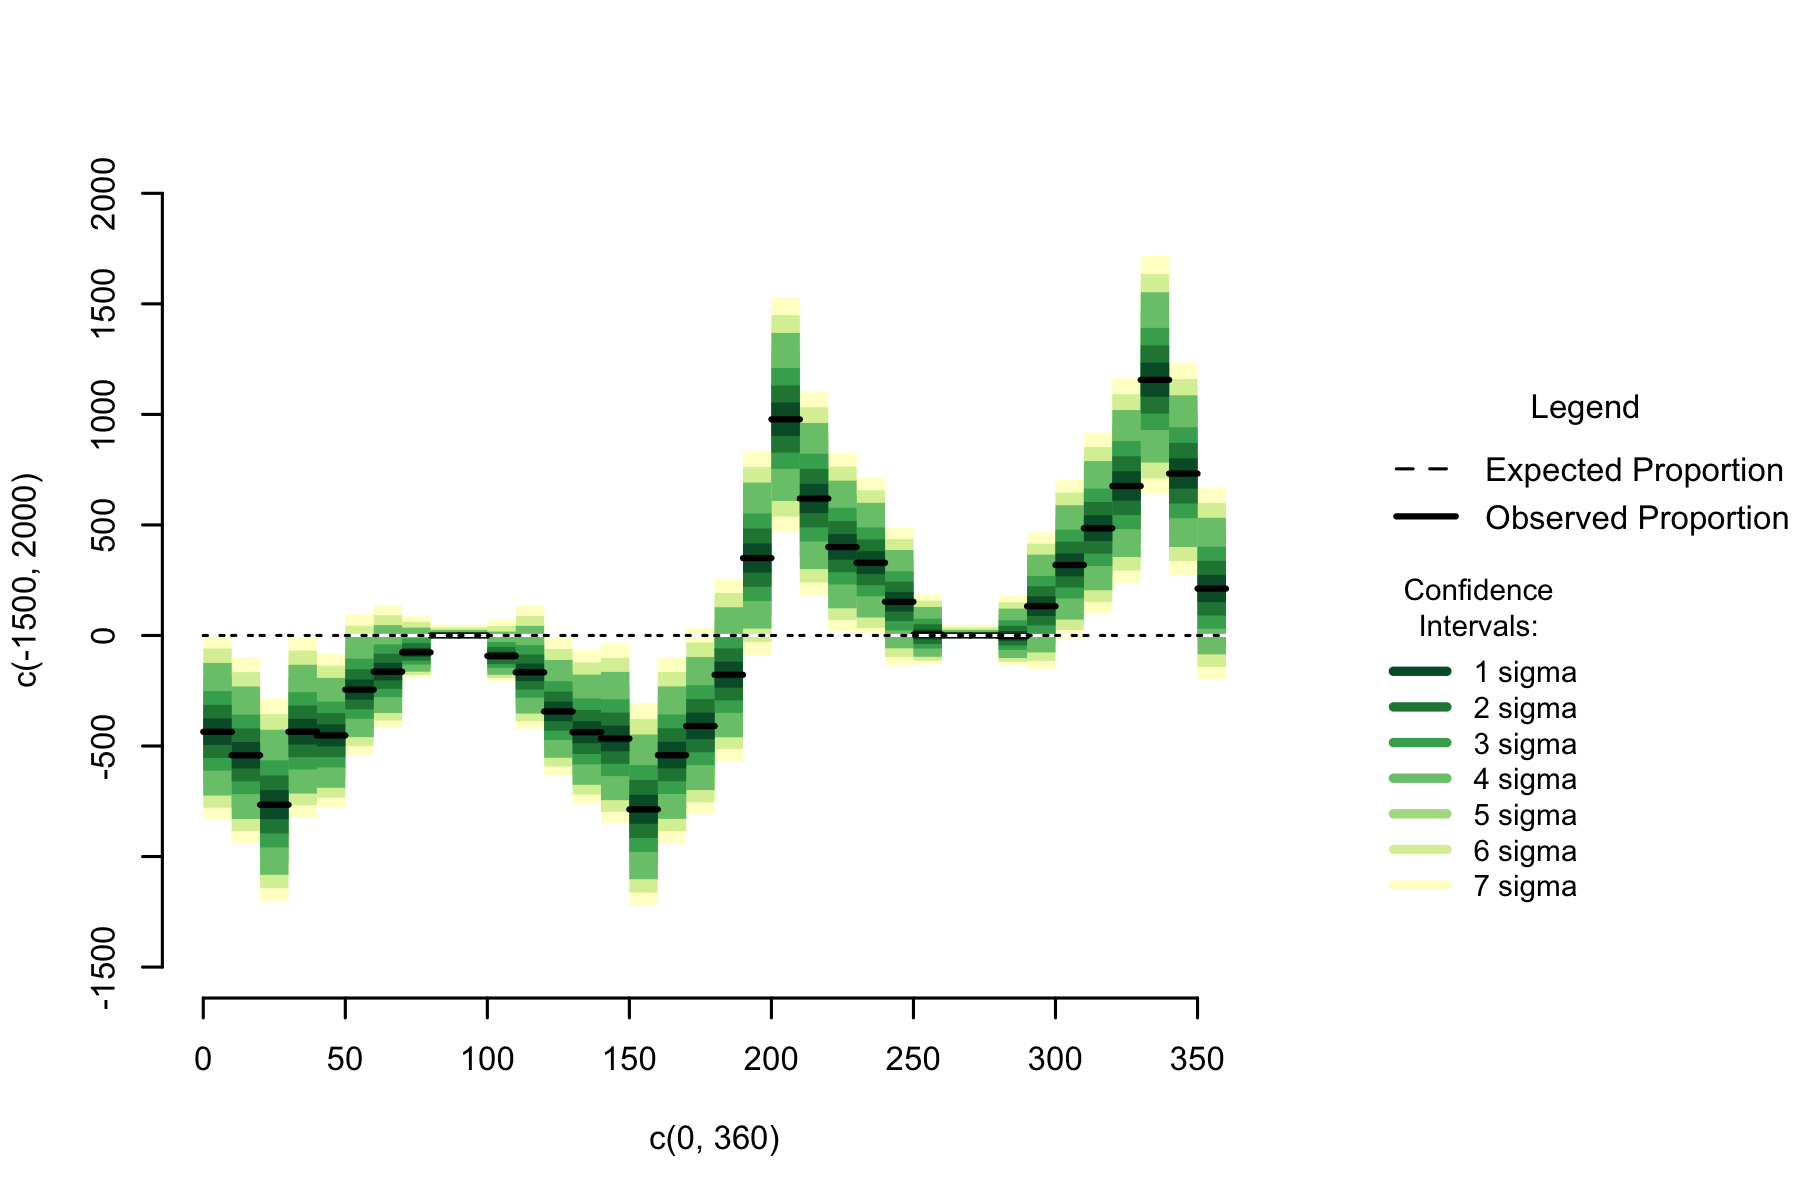 2000
1500
1000
500
0
-500
-1500
c(-1500, 2000)
0 50 100 150 200 250 300 350
c(0, 360)
Legend
Expected Proportion
Observed Proportion
Confidence
Intervals:
1 sigma
2 sigma
3 sigma
4 sigma
5 sigma
6 sigma
7 sigma